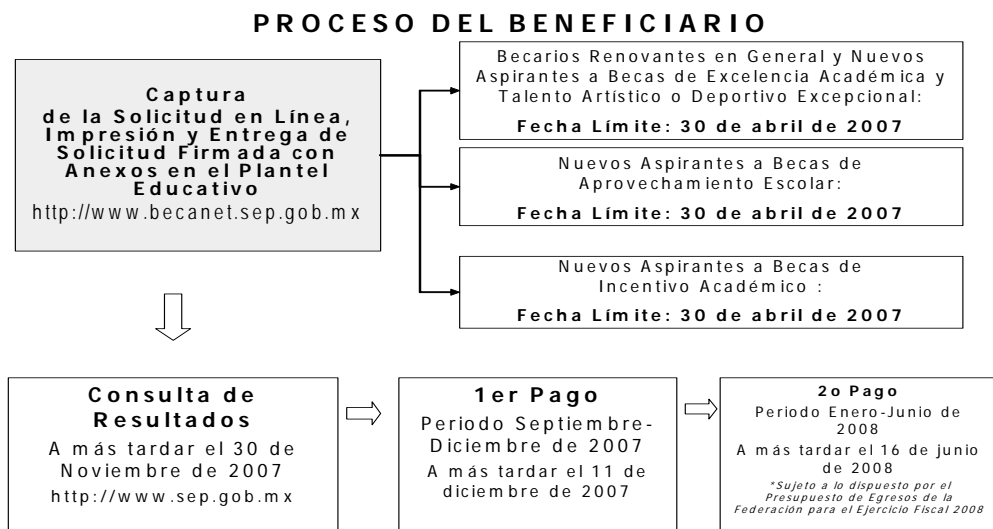 PROCESO DEL BENEFICIARIO
Captura
de la Solicitud en Línea,
Impresión y Entrega de
Solicitud Firmada con
Anexos en el Plantel
Educativo
http://www.becanet.sep.gob.mx
Becarios Renovantes en General y Nuevos
Aspirantes a Becas de Excelencia Académica y
Talento Artístico o Deportivo Excepcional:
Fecha Límite: 30 de abril de 2007
Nuevos Aspirantes a Becas de
Aprovechamiento Escolar:
Fecha Límite: 30 de abril de 2007
Nuevos Aspirantes a Becas de
Incentivo Académico :
Fecha Límite: 30 de abril de 2007
Consulta de
Resultados
A más tardar el 30 de
Noviembre de 2007
http://www.sep.gob.mx
1er Pago
Periodo Septiembre-
Diciembre de 2007
A más tardar el 11 de
diciembre de 2007
2o Pago
Periodo Enero-Junio de
2008
A más tardar el 16 de junio
de 2008
*Sujeto a lo dispuesto por el
Presupuesto de Egresos de la
Federación para el Ejercicio Fiscal 2008